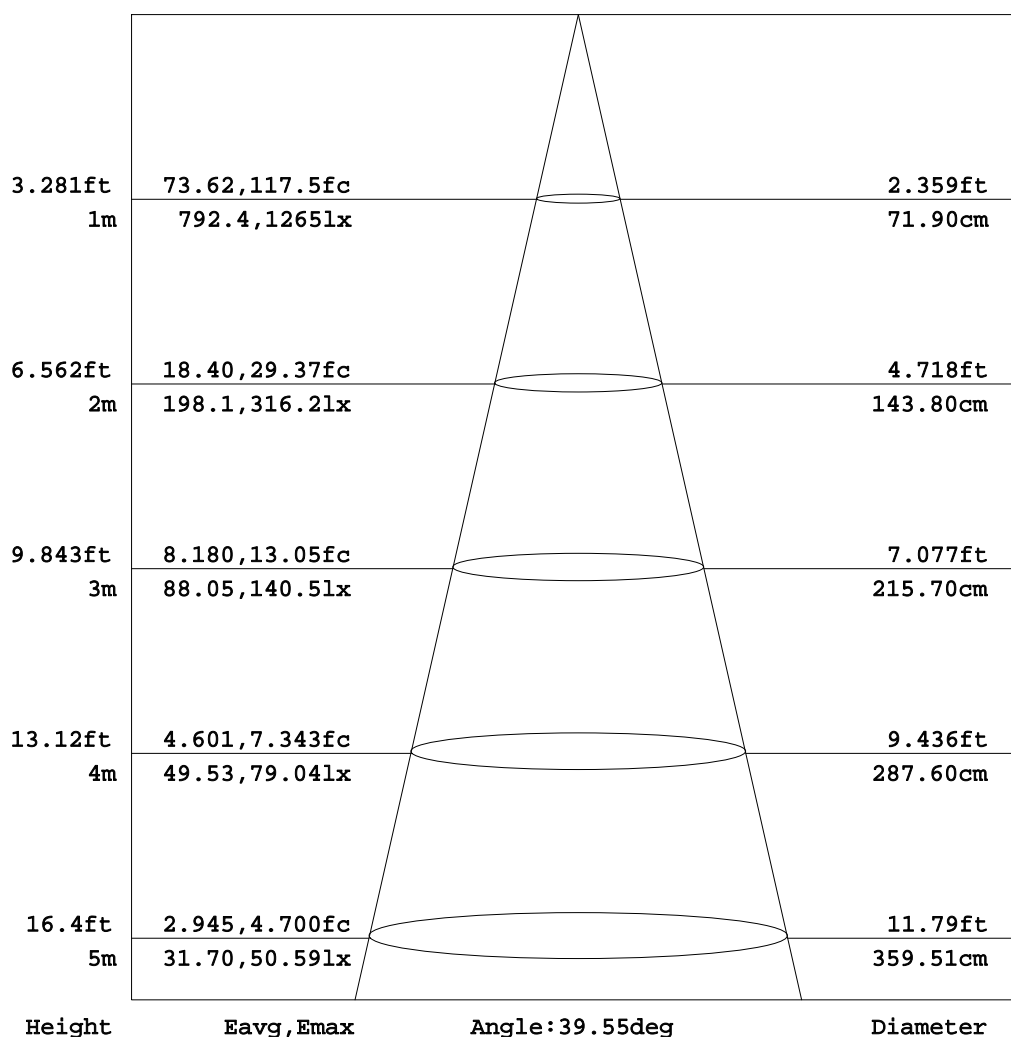 3.281ft 73.62,117.5fc 2.359ft
1m 792.4,1265lx 71.90cm
6.562ft 18.40,29.37fc 4.718ft
2m 198.1,316.2lx 143.80cm
9.843ft 8.180,13.05fc 7.077ft
3m 88.05,140.5lx 215.70cm
13.12ft 4.601,7.343fc 9.436ft
4m 49.53,79.04lx 287.60cm
16.4ft 2.945,4.700fc 11.79ft
5m 31.70,50.59lx 359.51cm
Height Eavg,Emax Angle:39.55deg Diameter